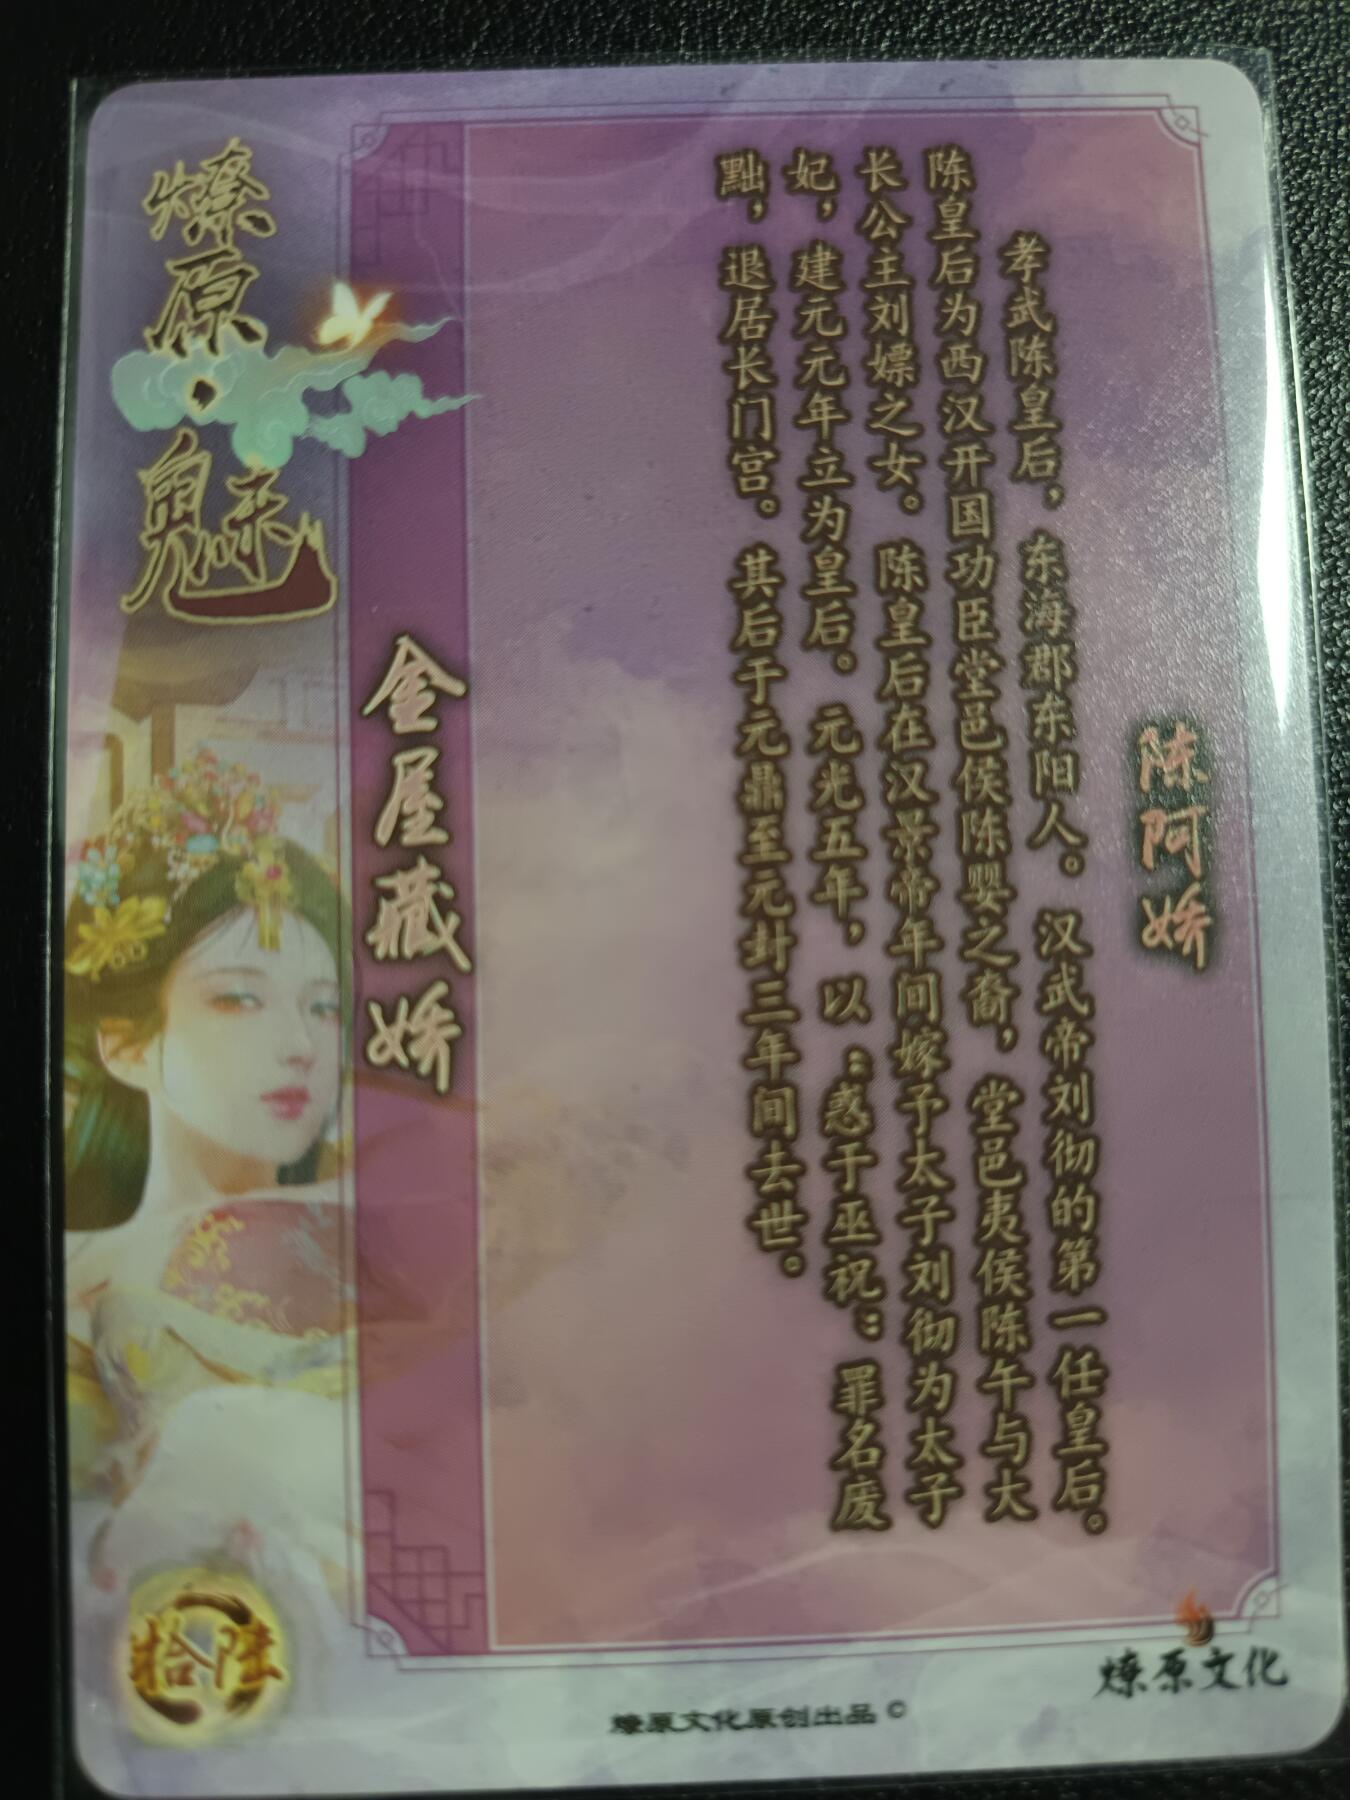 陈阿娇
孝武陈皇后，东海郡东阳人。汉武帝刘彻的第一任皇后。
陈皇后为西汉开国功臣堂邑侯陈婴之裔，堂邑夷侯陈午与大
长公主刘嫖之女。陈皇后在汉景帝年间嫁予太子刘彻为太子
妃，建元元年立为皇后。元光五年，以：惑于巫祝：罪名废
黜，退居长门宫。其后于元鼎至元封三年间去世。
金屋藏娇
燎原·魅
拾陆
燎原文化
燎原文化原创出品©